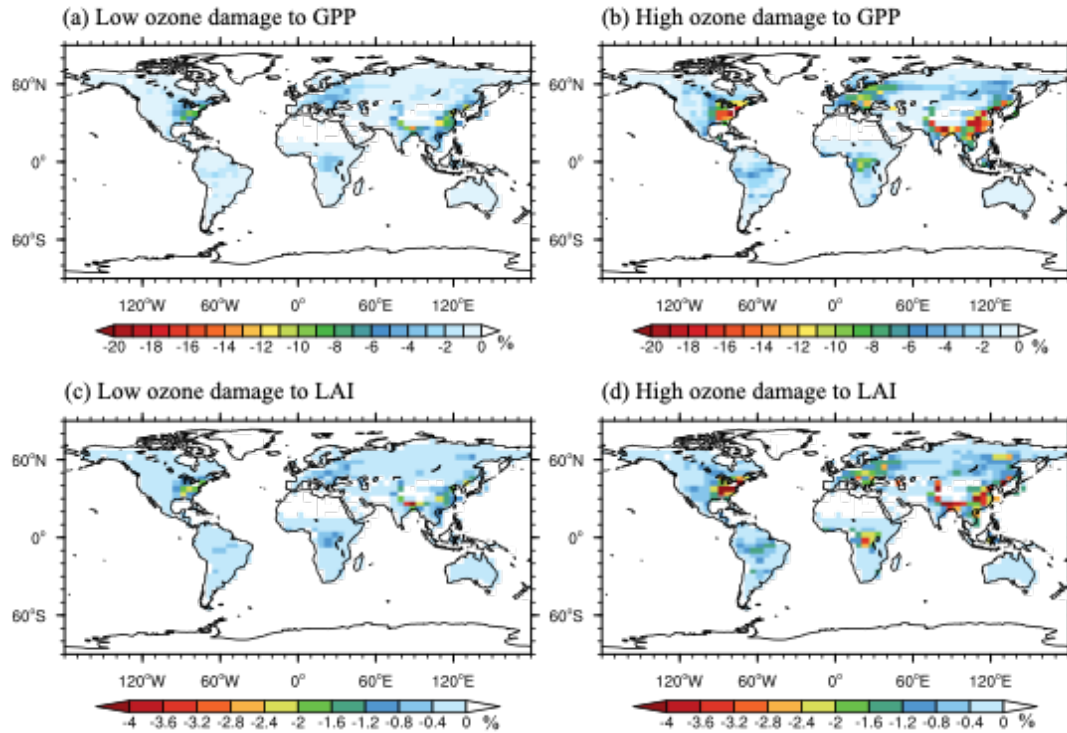 (a) Low ozone damage to GPP (b) High ozone damage to GPP
60°N 60°N
0° 0°
60°S 60°S
120°W 60°W 0° 60°E 120°E 120°W 60°W 0° 60°E 120°E
-20 -18 -16 -14 -12 -10 -8 -6 -4 -2 0 % -20 -18 -16 -14 -12 -10 -8 -6 -4 -2 0 %
(c) Low ozone damage to LAI (d) High ozone damage to LAI
60°N 60°N
0° 0°
60°S 60°S
120°W 60°W 0° 60°E 120°E 120°W 60°W 0° 60°E 120°E
-4 -3.6 -3.2 -2.8 -2.4 -2 -1.6 -1.2 -0.8 -0.4 0 % -4 -3.6 -3.2 -2.8 -2.4 -2 -1.6 -1.2 -0.8 -0.4 0 %